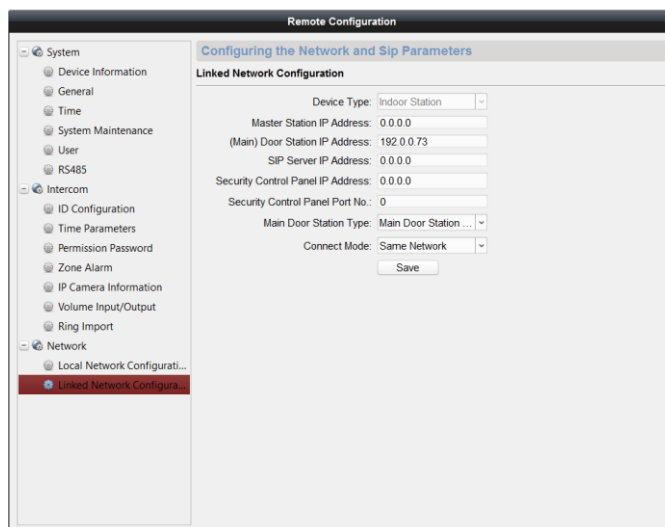 Remote Configuration
System
Device Information
General
Time
System Maintenance
User
RS485
Intercom
ID Configuration
Time Parameters
Permission Password
Zone Alarm
IP Camera Information
Volume Input/Output
Ring Import
Network
Local Network Configurati...
Linked Network Configura...
Configuring the Network and Sip Parameters
Linked Network Configuration
Device Type: Indoor Station
Master Station IP Address: 0.0.0.0
(Main) Door Station IP Address: 192.0.0.73
SIP Server IP Address: 0.0.0.0
Security Control Panel IP Address: 0.0.0.0
Security Control Panel Port No.: 0
Main Door Station Type: Main Door Station ...
Connect Mode: Same Network
Save